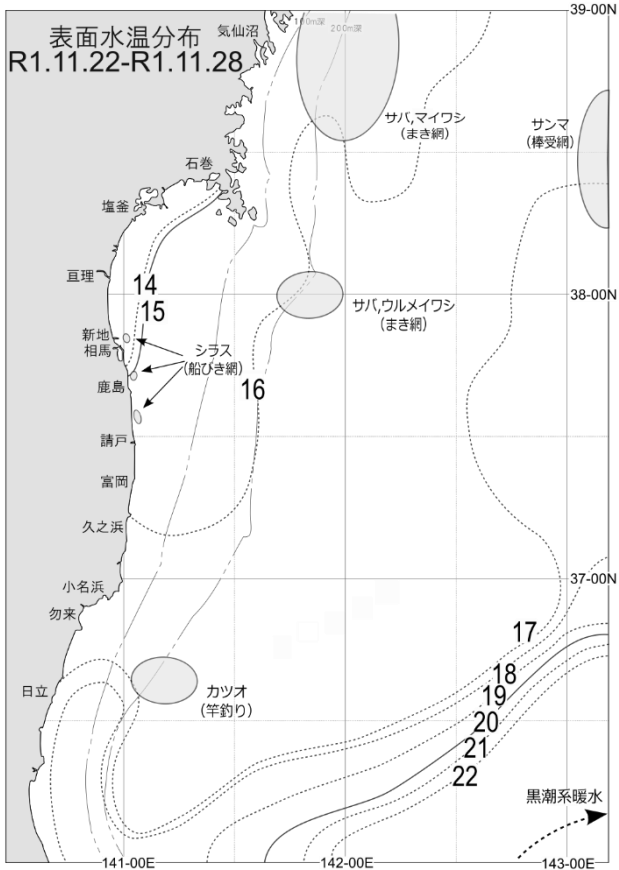 39-00N
気仙沼
100m深
200m深
表面水温分布
R1.11.22-R1.11.28
サバ,マイワシ
(まき網)
サンマ
(棒受網)
石巻
塩釜
亘理
14
38-00N
15
サバ,ウルメイワシ
(まき網)
新地
相馬
シラス
(船びき網)
鹿島
16
請戸
富岡
久之浜
37-00N
小名浜
勿来
17
18
日立
カツオ
(竿釣り)
19
20
21
22
黒潮系暖水
141-00E
142-00E
143-00E